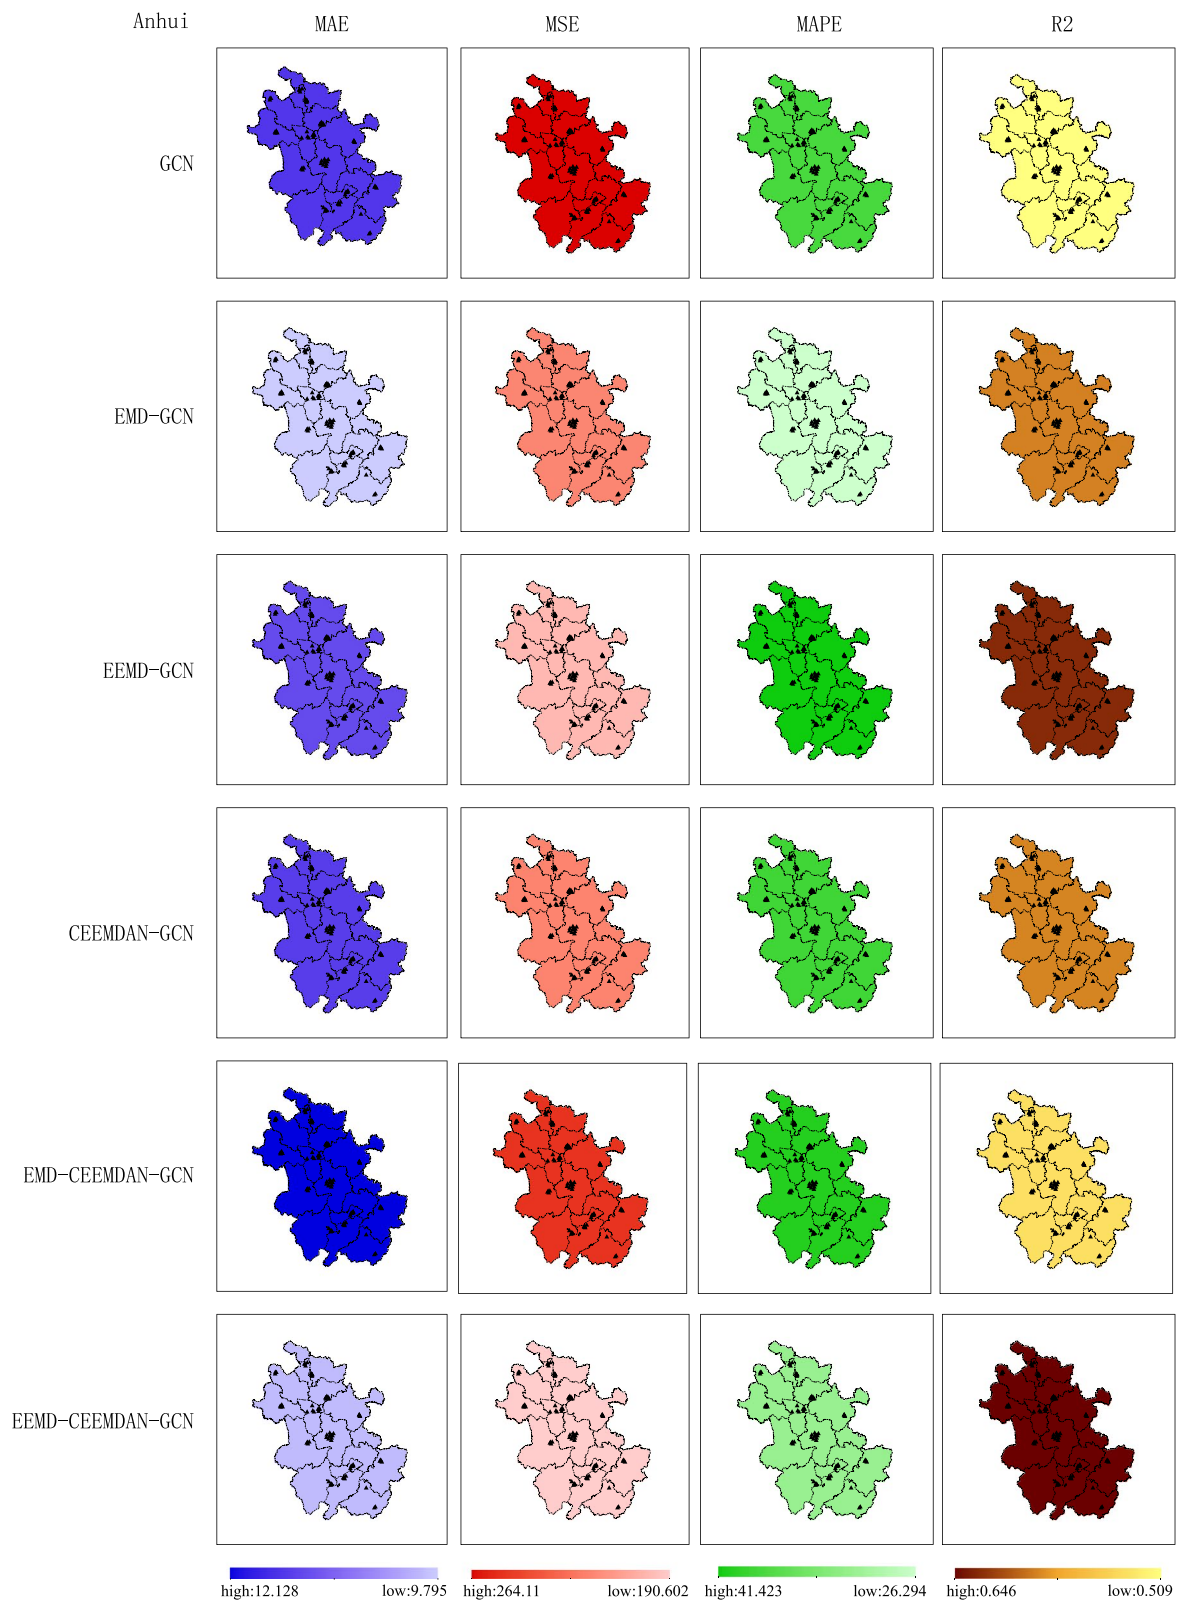 Anhui MAE MSE MAPE R2
GCN
EMD-GCN
EEMD-GCN
CEEMDAN-GCN
EMD-CEEMDAN-GCN
EEMD-CEEMDAN-GCN
high:12.128 low:9.795 high:264.11 low:190.602 high:41.423 low:26.294 high:0.646 low:0.509